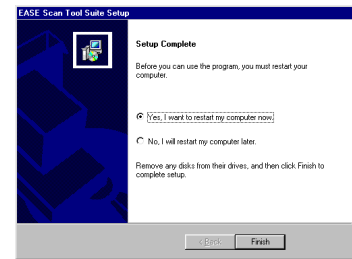 EASE Scan Tool Suite Setup
Setup Complete
Before you can use the program, you must restart your
computer.
Yes, I want to restart my computer now.
No, I will restart my computer later.
Remove any disks from their drives, and then click Finish to
complete setup.
< Back
Finish